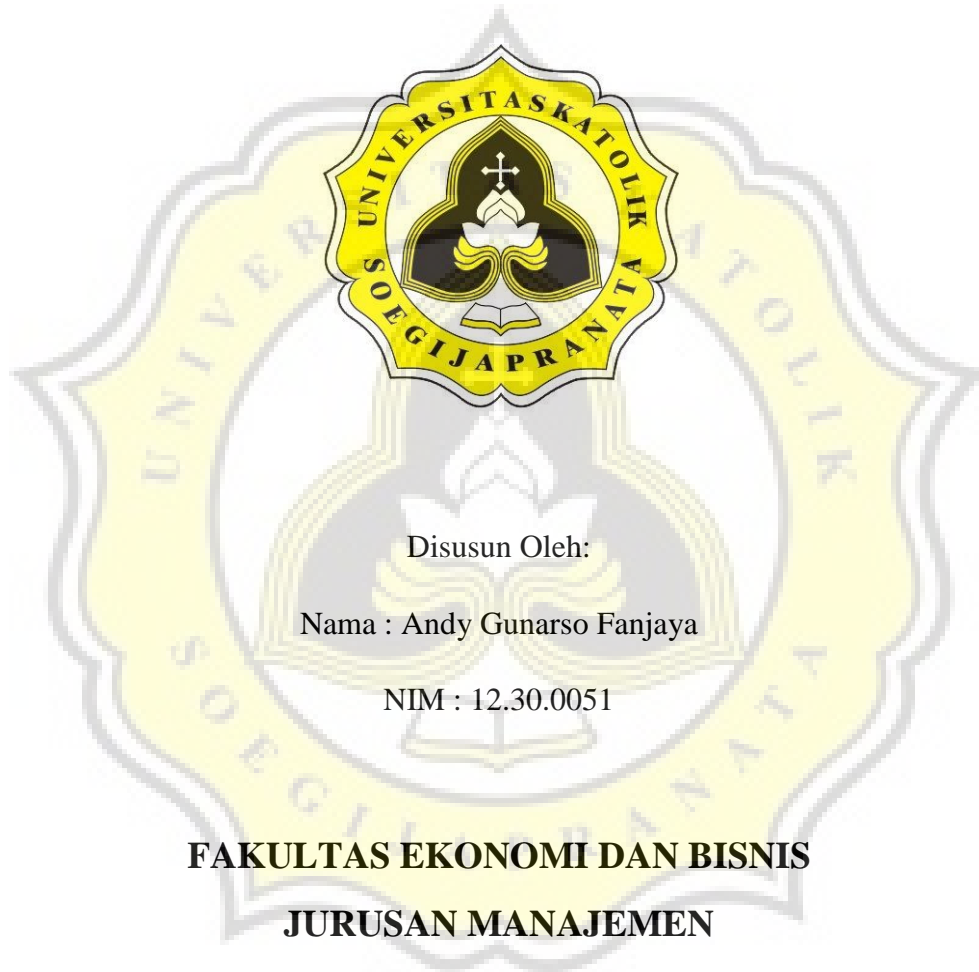 UNIVERSITAS KATOLIK
SOEGIJAPRANATA
Disusun Oleh:
Nama : Andy Gunarso Fanjaya
NIM : 12.30.0051
FAKULTAS EKONOMI DAN BISNIS
JURUSAN MANAJEMEN